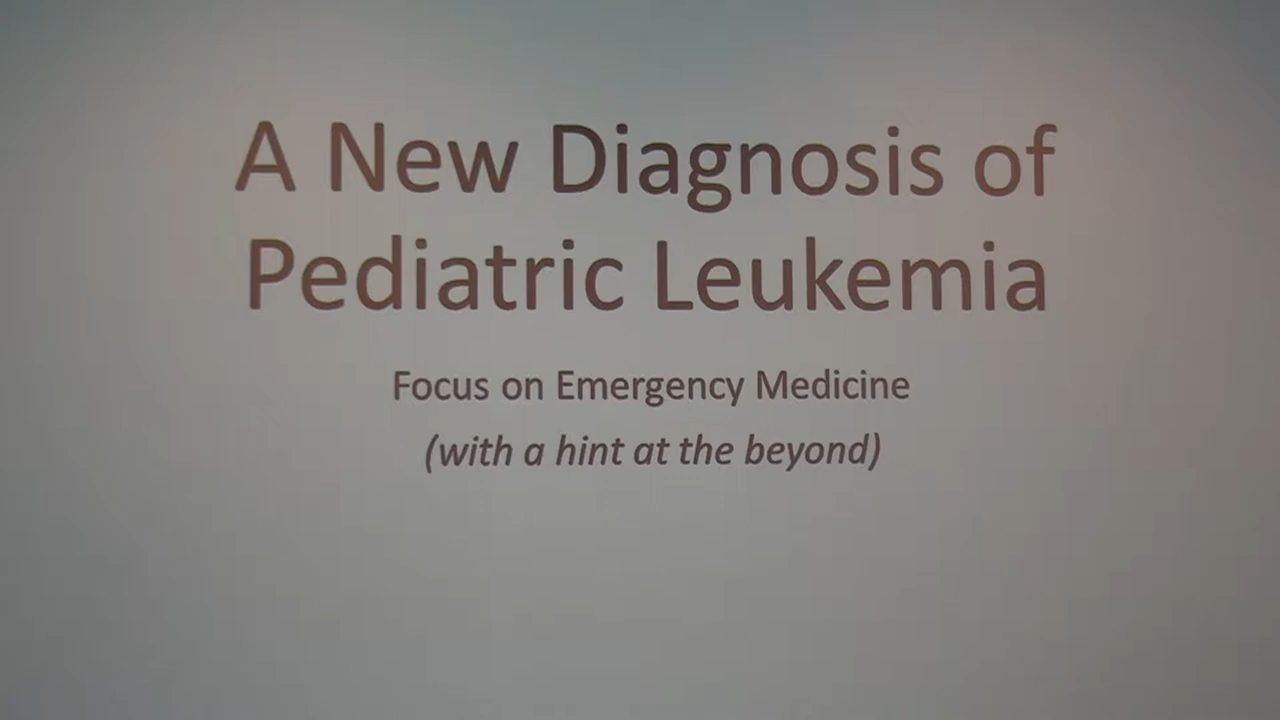 A New Diagnosis of
Pediatric Leukemia
Focus on Emergency Medicine
(with a hint at the beyond)